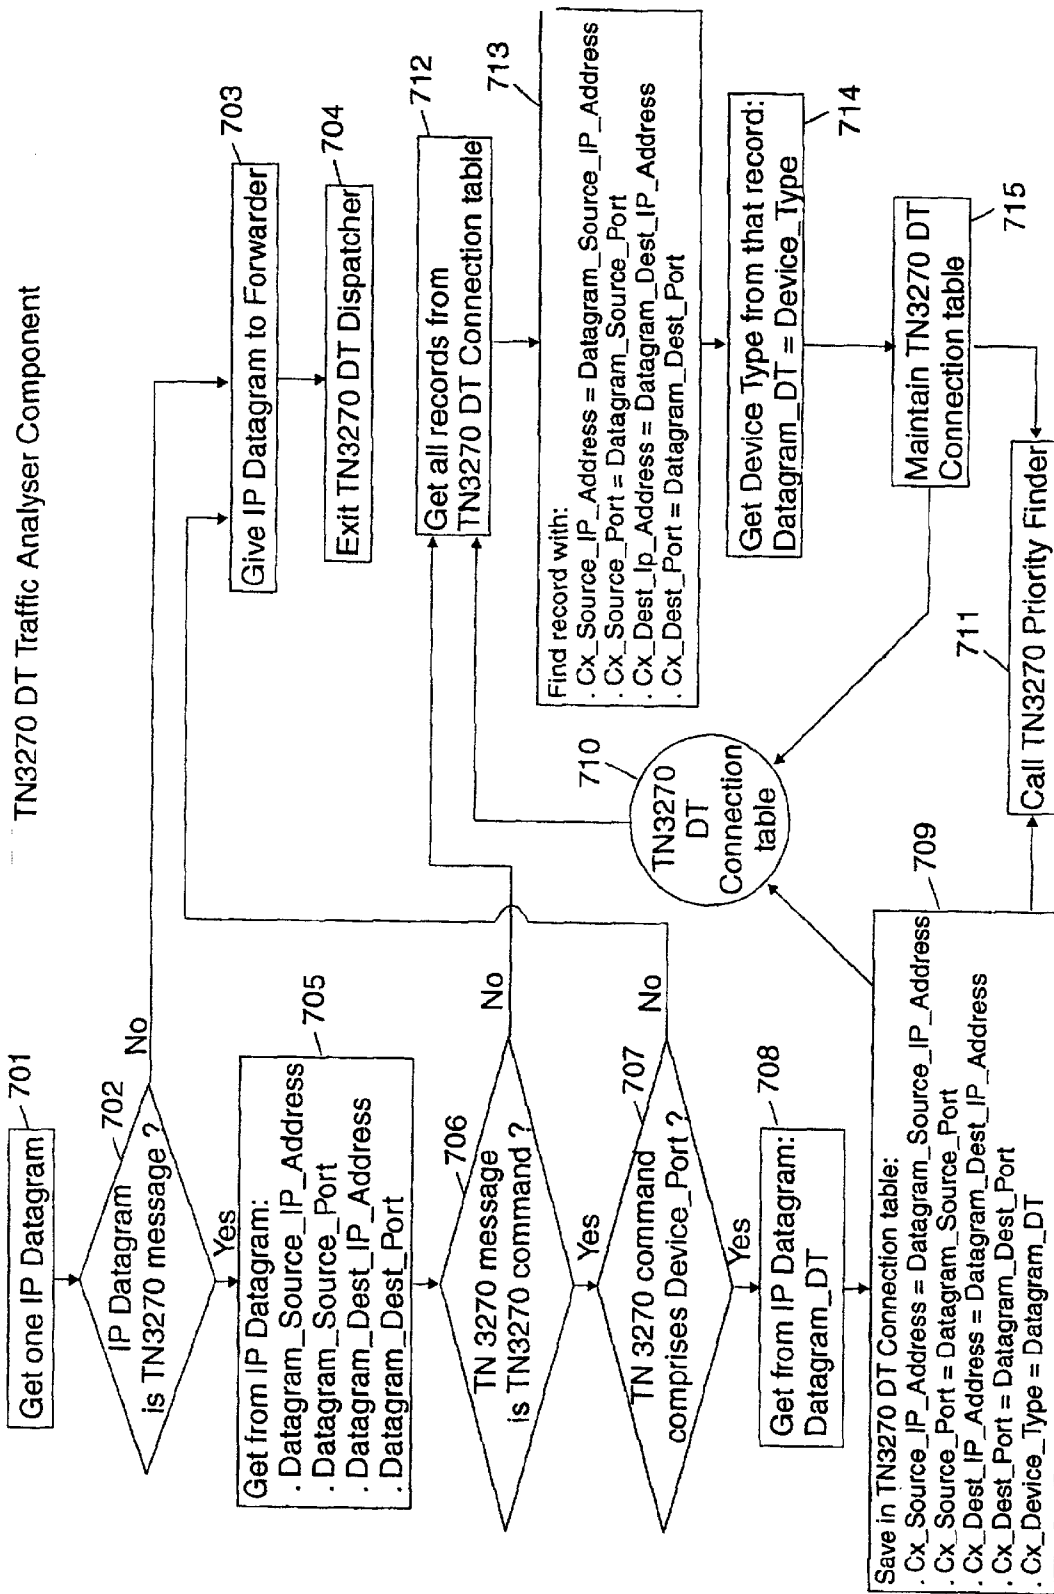 TN3270 DT Traffic Analyser Component
701
Get one IP Datagram
702
IP Datagram
is TN3270 message ?
No
Yes
703
Give IP Datagram to Forwarder
704
Exit TN3270 DT Dispatcher
705
Get from IP Datagram:
. Datagram_Source_IP_Address
. Datagram_Source_Port
. Datagram_Dest_IP_Address
. Datagram_Dest_Port
706
TN 3270 message
is TN3270 command ?
No
Yes
707
TN 3270 command
comprises Device_Port ?
No
Yes
708
Get from IP Datagram:
Datagram_DT
709
Save in TN3270 DT Connection table:
. Cx_Source_IP_Address = Datagram_Source_IP_Address
. Cx_Source_Port = Datagram_Source_Port
. Cx_Dest_IP_Address = Datagram_Dest_IP_Address
. Cx_Dest_Port = Datagram_Dest_Port
. Cx_Device_Type = Datagram_DT
710
TN3270
DT
Connection
table
711
Call TN3270 Priority Finder
712
Get all records from
TN3270 DT Connection table
713
Find record with:
. Cx_Source_IP_Address = Datagram_Source_IP_Address
. Cx_Source_Port = Datagram_Source_Port
. Cx_Dest_Ip_Address = Datagram_Dest_IP_Address
. Cx_Dest_Port = Datagram_Dest_Port
714
Get Device Type from that record:
Datagram_DT = Device_Type
715
Maintain TN3270 DT
Connection table